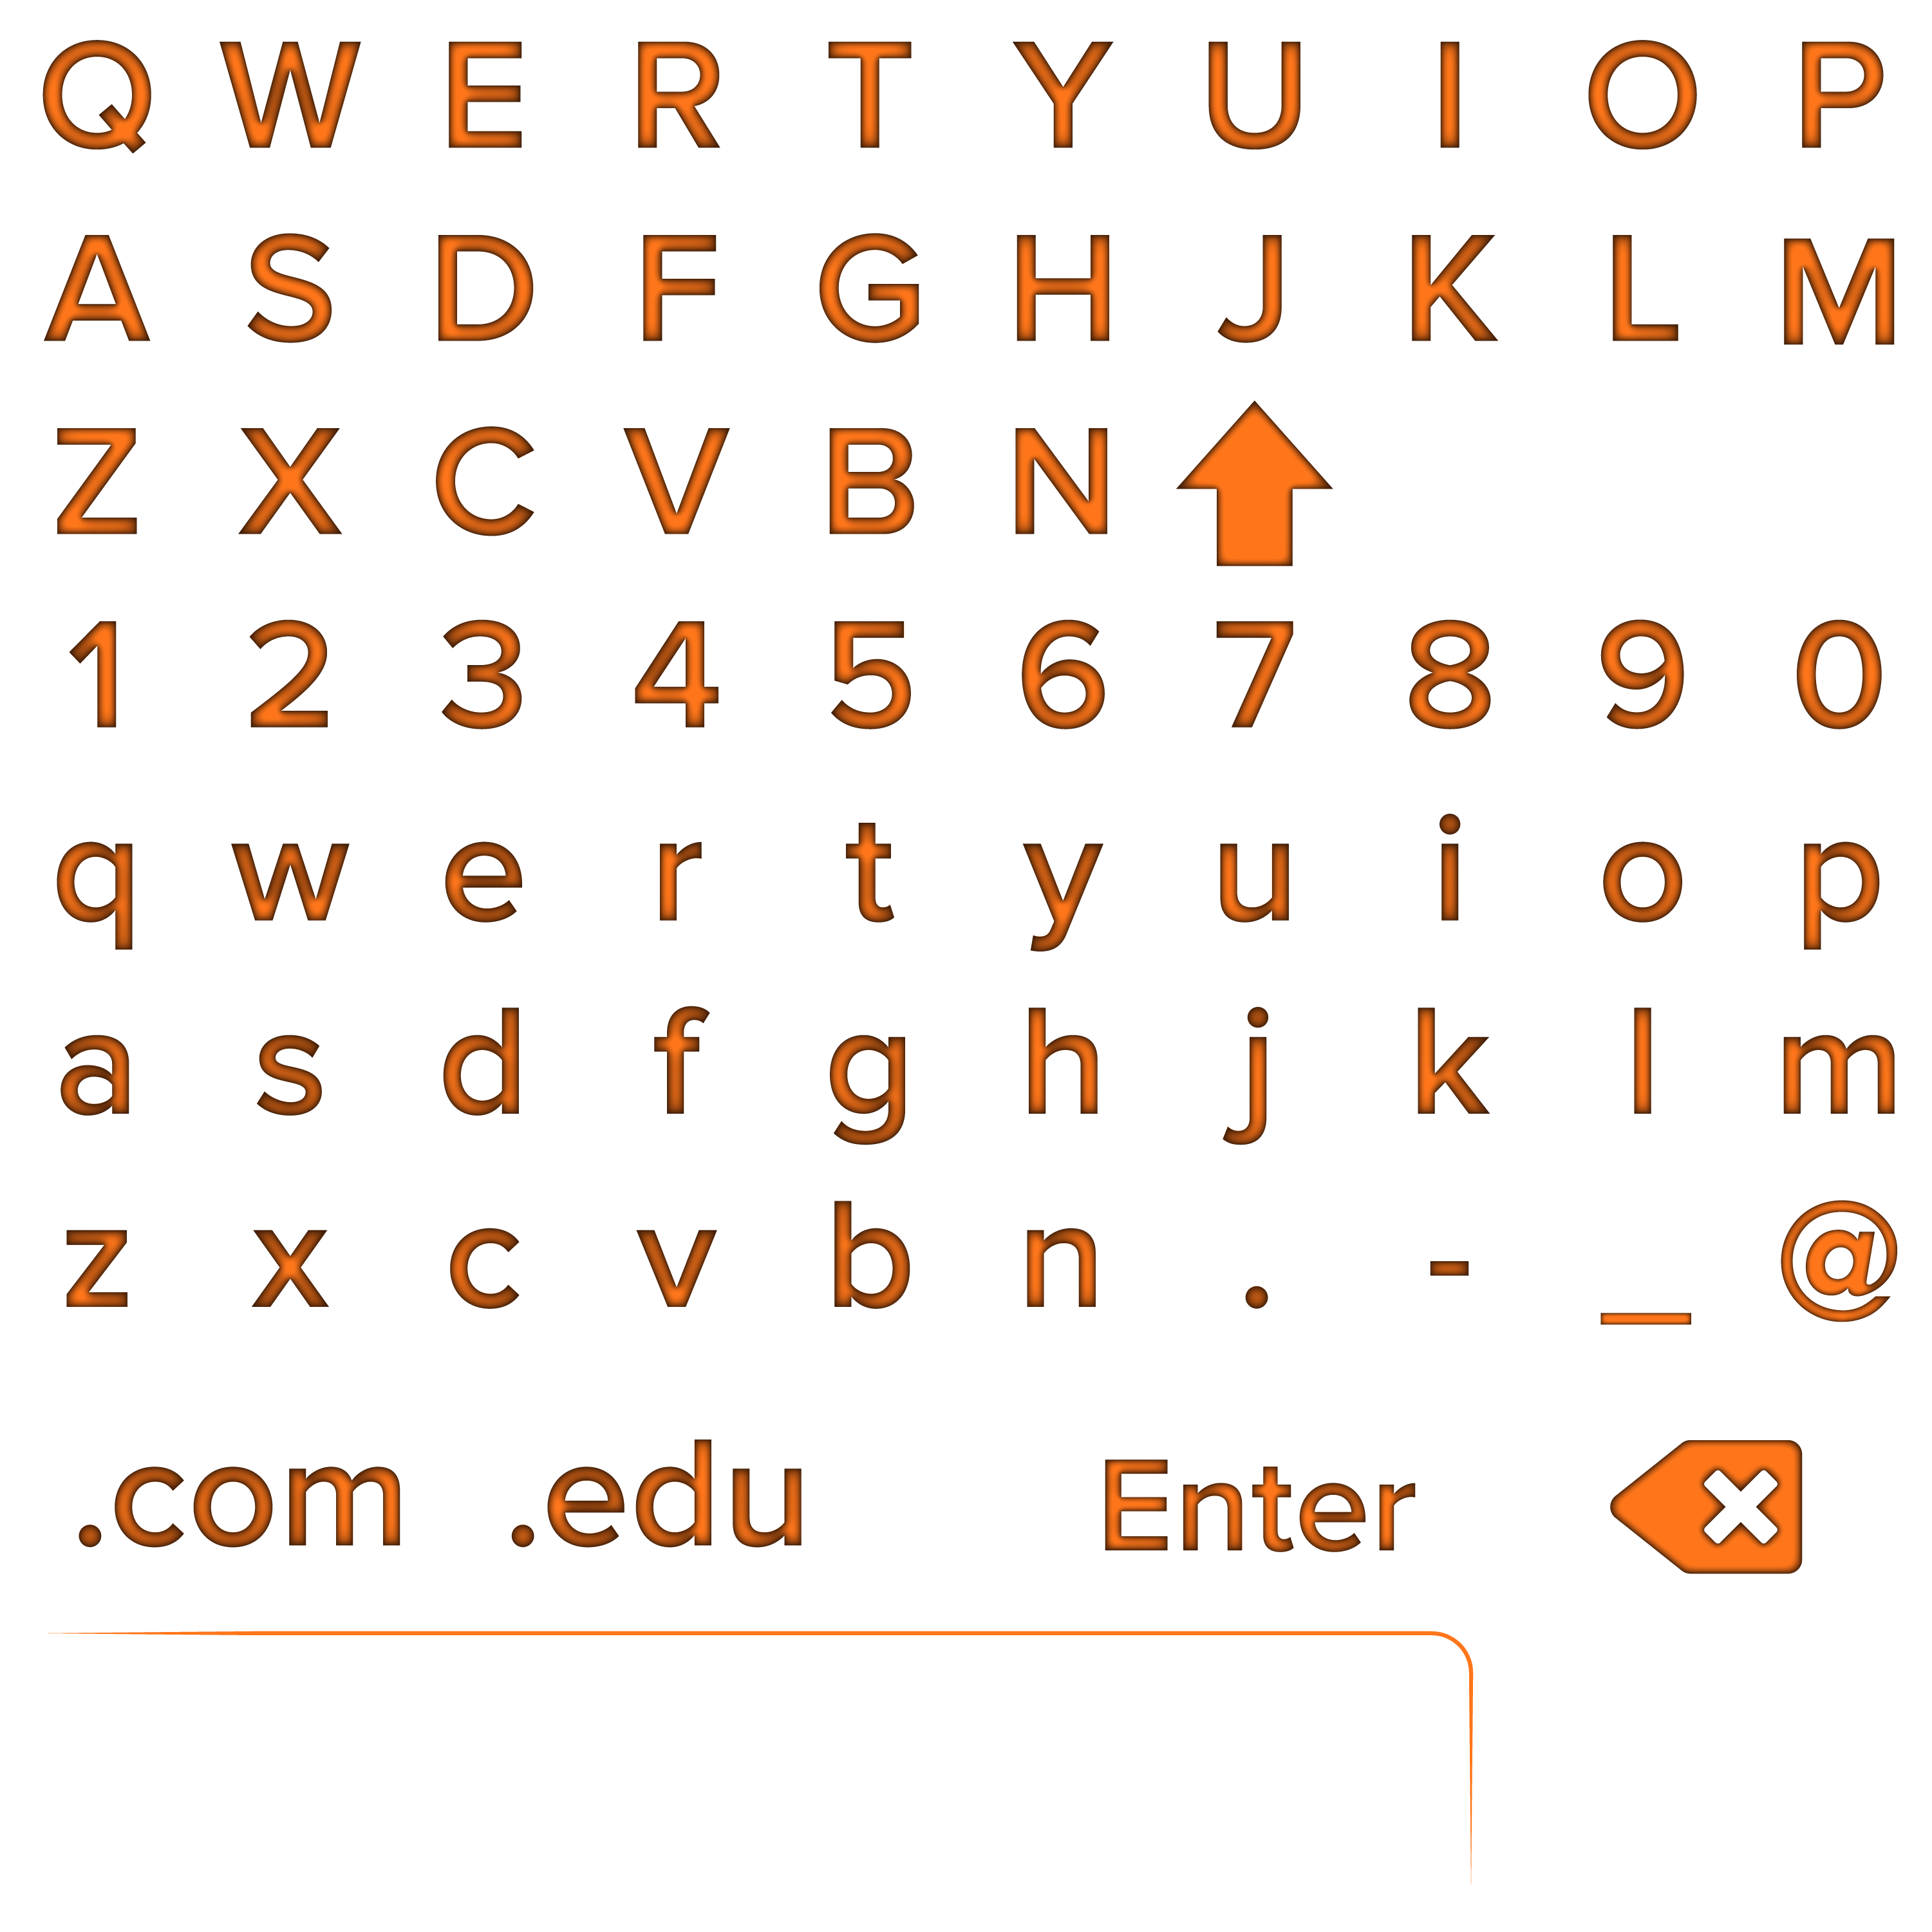 Q W E R T Y U I O P
A S D F G H J K L M
Z X C V B N
1 2 3 4 5 6 7 8 9 0
q w e r t y u i o p
a s d f g h j k l m
z x c v b n . - _ @
.com .edu Enter